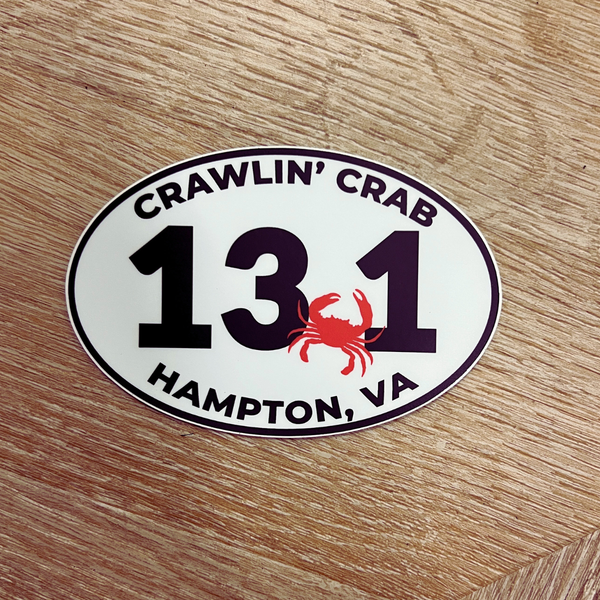 CRAWLIN’ CRAB
13 1
HAMPTON, VA